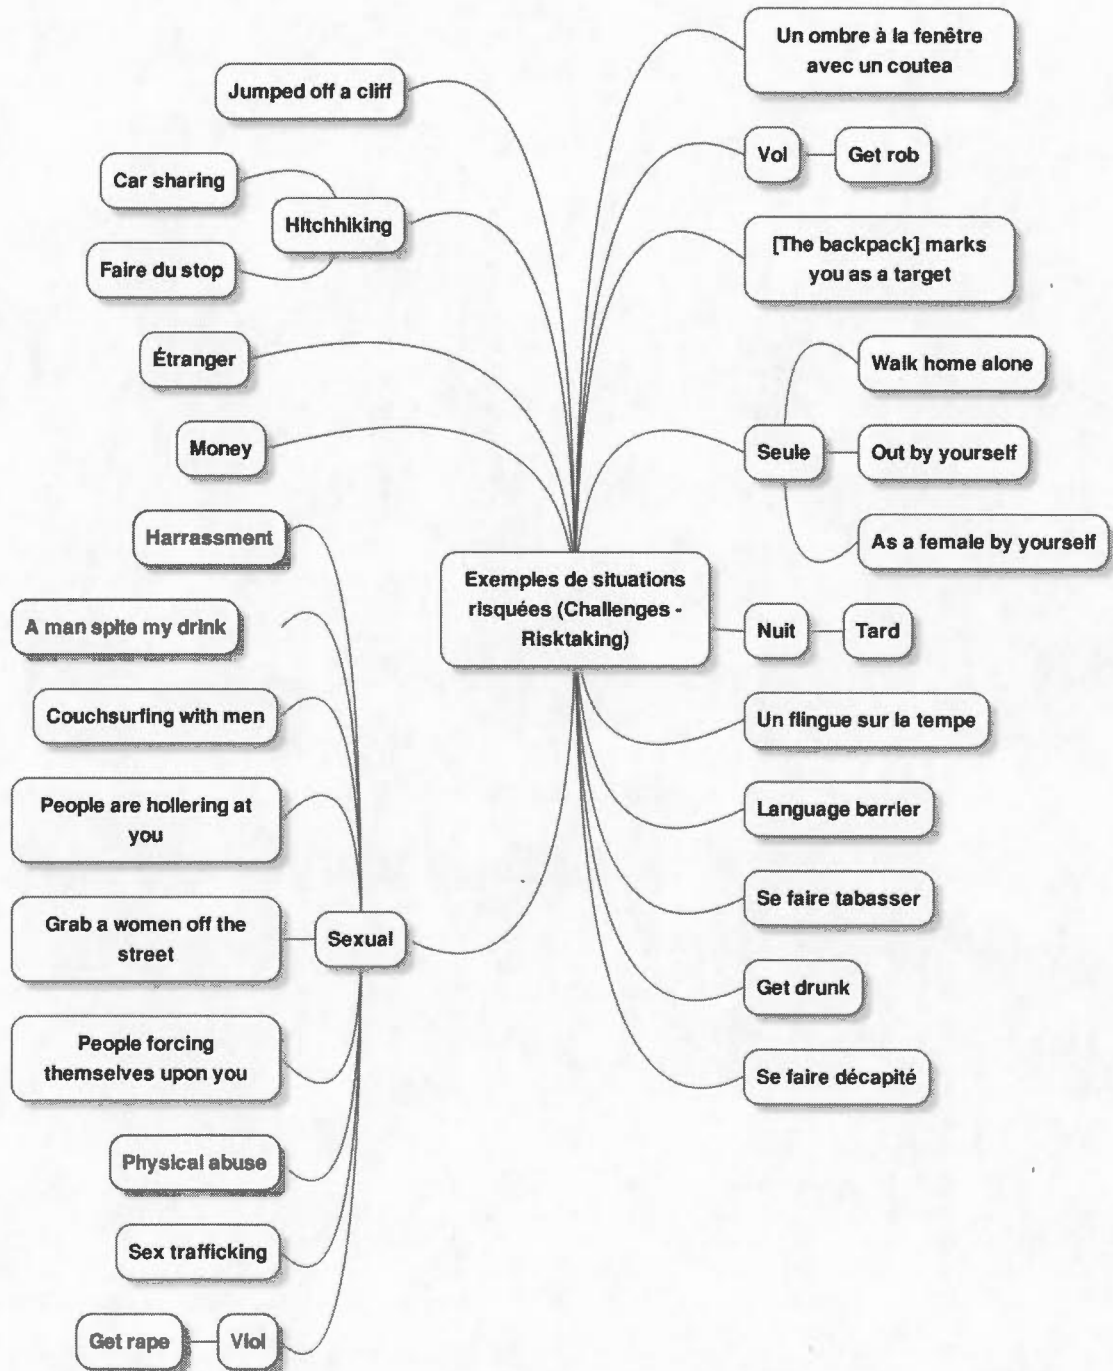 Un ombre à la fenêtre
avec un coutea
Jumped off a cliff
Vol
Get rob
Car sharing
Hitchhiking
Faire du stop
[The backpack] marks
you as a target
Étranger
Money
Walk home alone
Seule
Out by yourself
As a female by yourself
Harrassment
Exemples de situations
risquées (Challenges -
Risktaking)
A man spite my drink
Nuit
Tard
Couchsurfing with men
Un flingue sur la tempe
People are hollering at
you
Language barrier
Se faire tabasser
Grab a women off the
street
Sexual
Get drunk
People forcing
themselves upon you
Se faire décapité
Physical abuse
Sex trafficking
Get rape
Viol